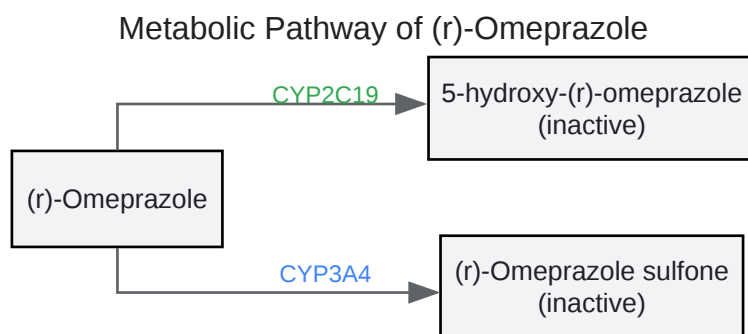 Metabolic Pathway of (r)-Omeprazole
CYP2C19
5-hydroxy-(r)-omeprazole
(inactive)
(r)-Omeprazole
CYP3A4
(r)-Omeprazole sulfone
(inactive)